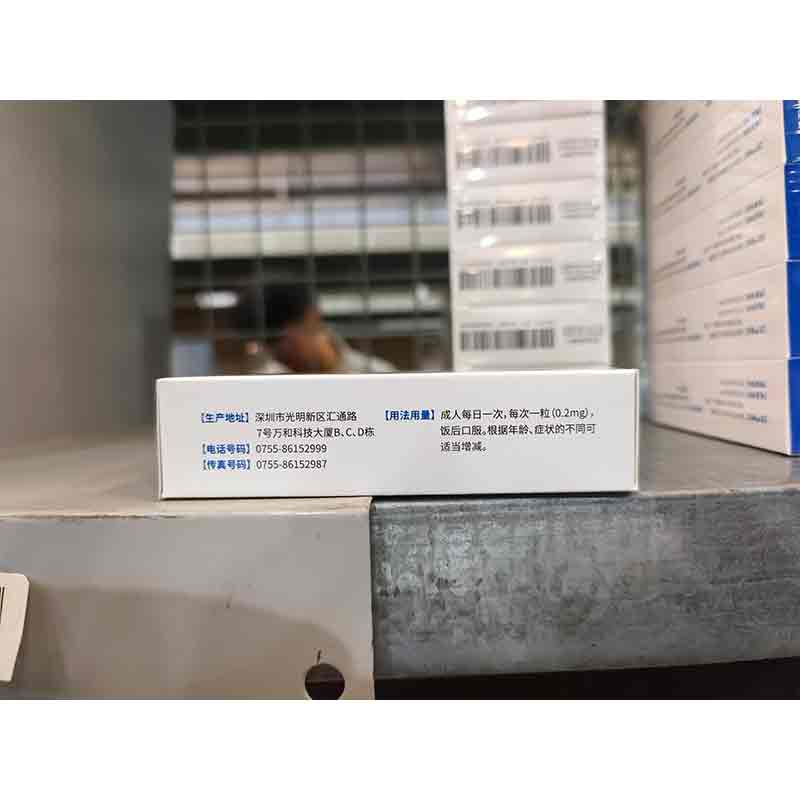 【生产地址】深圳市光明新区汇通路
7号万和科技大厦B、C、D栋
【电话号码】0755-86152999
【传真号码】0755-86152987
【用法用量】成人每日一次，每次一粒(0.2mg)，
饭后口服。根据年龄、症状的不同可
适当增减。